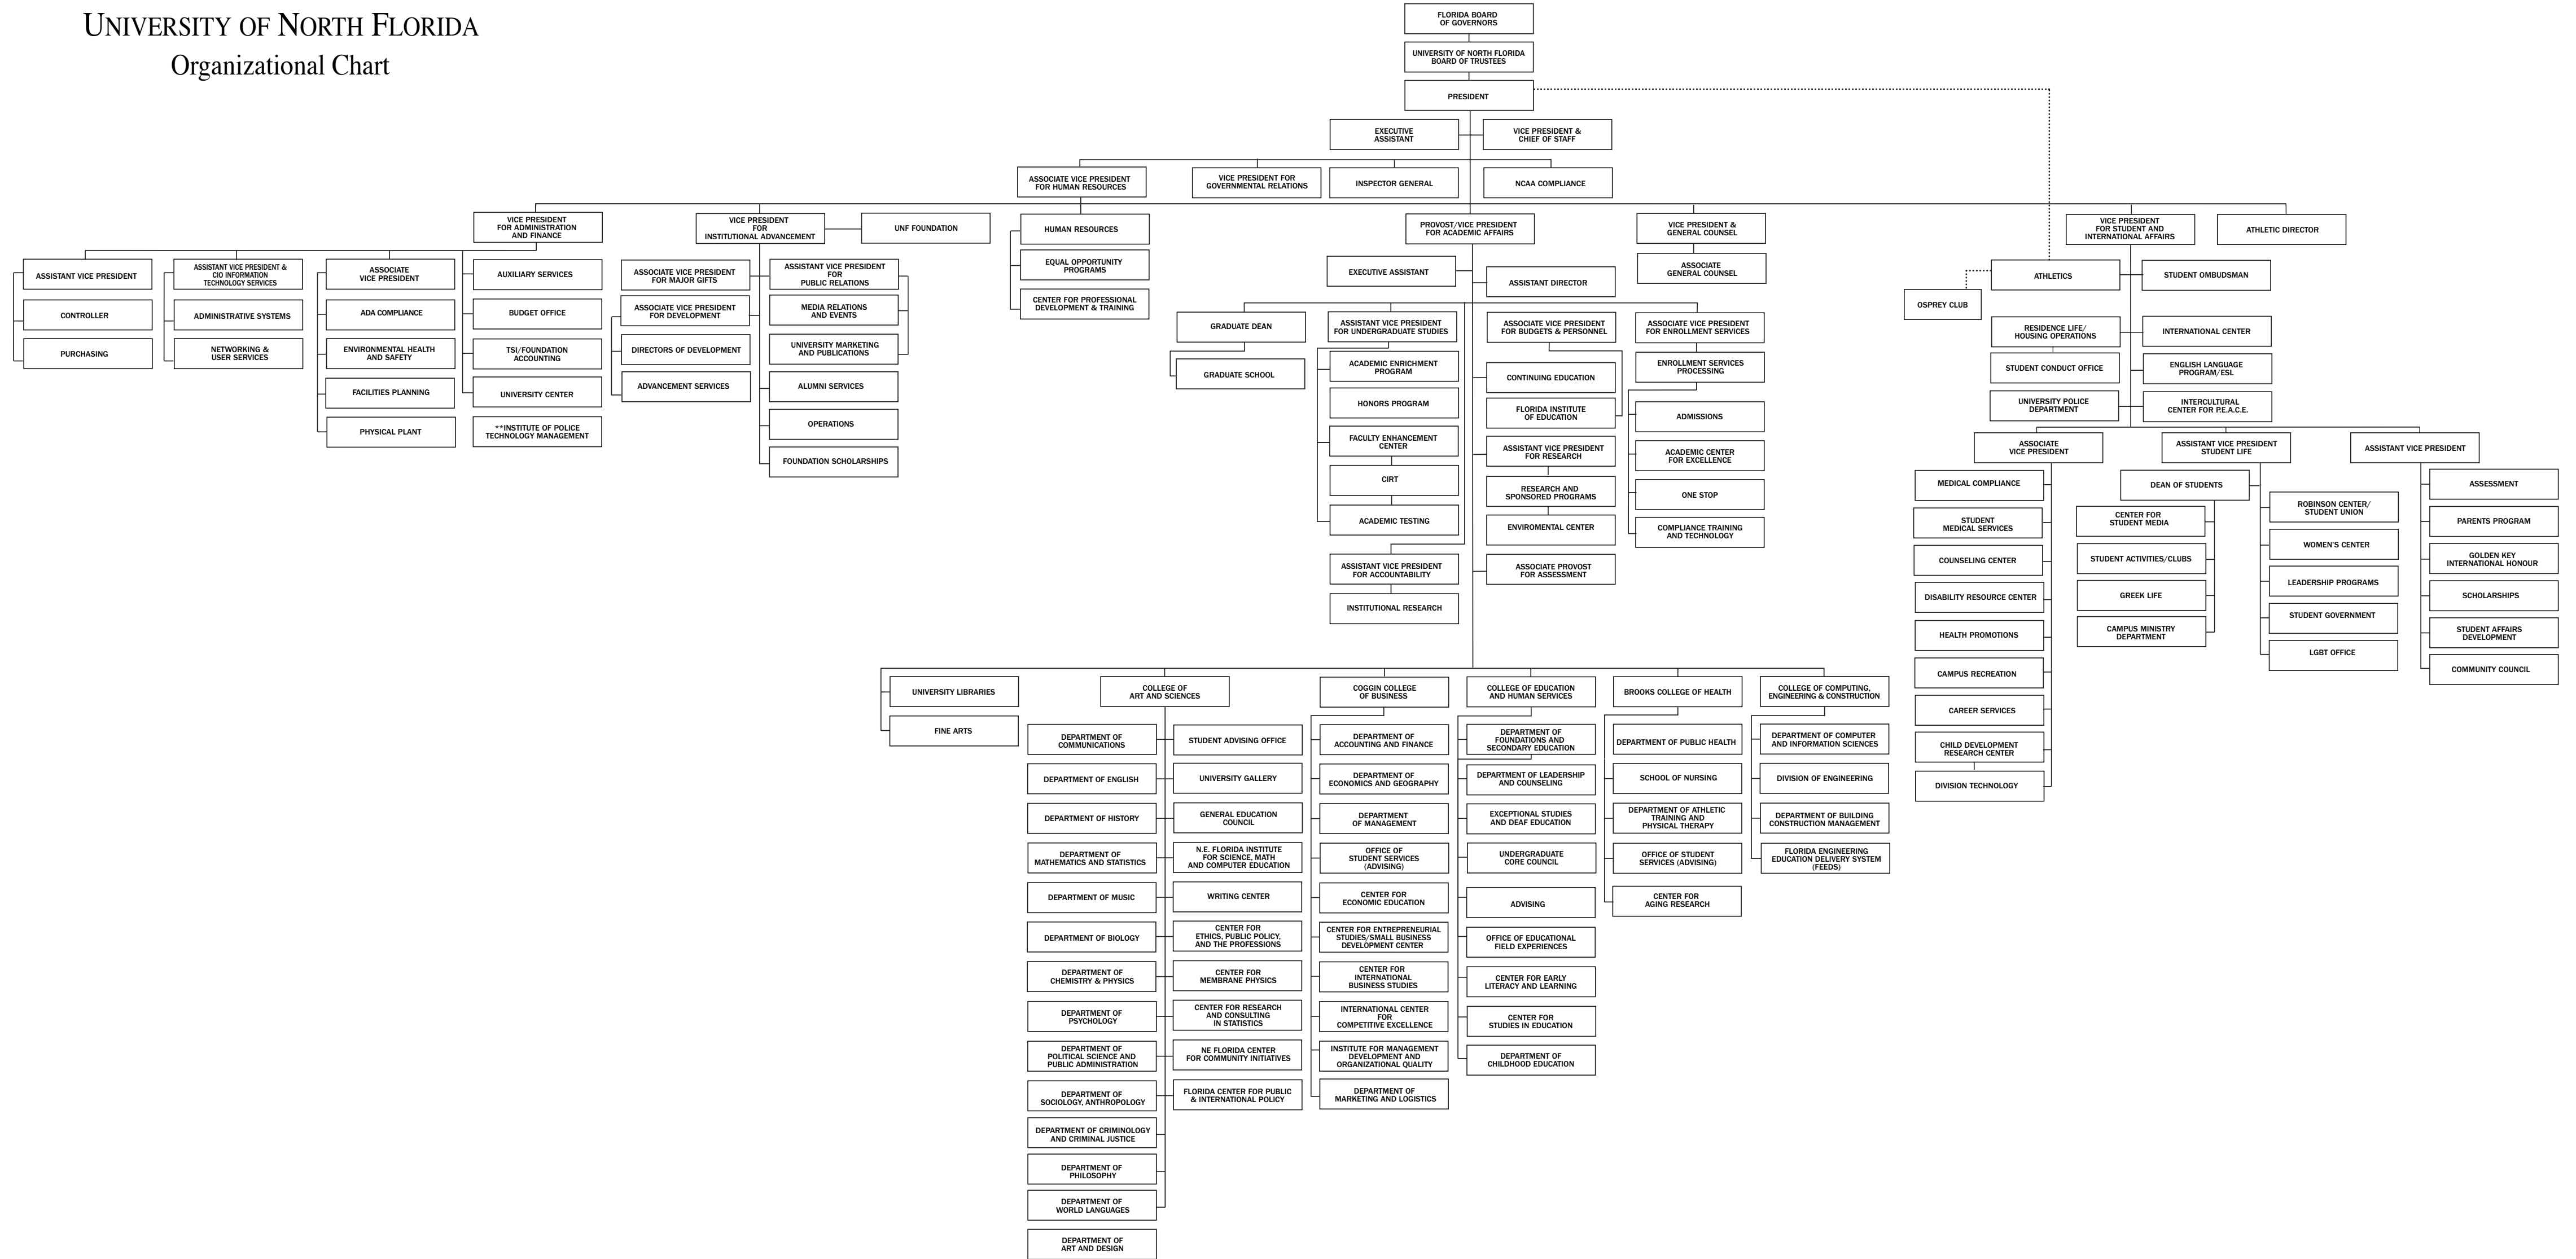 UNIVERSITY OF NORTH FLORIDA
Organizational Chart
FLORIDA BOARD
OF GOVERNORS
UNIVERSITY OF NORTH FLORIDA
BOARD OF TRUSTEES
PRESIDENT
EXECUTIVE
ASSISTANT
VICE PRESIDENT &
CHIEF OF STAFF
ASSOCIATE VICE PRESIDENT
FOR HUMAN RESOURCES
VICE PRESIDENT FOR
GOVERNMENTAL RELATIONS
INSPECTOR GENERAL
NCAA COMPLIANCE
VICE PRESIDENT
FOR ADMINISTRATION
AND FINANCE
ASSISTANT VICE PRESIDENT
CONTROLLER
PURCHASING
ASSISTANT VICE PRESIDENT &
CIO INFORMATION
TECHNOLOGY SERVICES
ADMINISTRATIVE SYSTEMS
NETWORKING &
USER SERVICES
ASSOCIATE
VICE PRESIDENT
ADA COMPLIANCE
ENVIRONMENTAL HEALTH
AND SAFETY
FACILITIES PLANNING
PHYSICAL PLANT
AUXILIARY SERVICES
BUDGET OFFICE
TSI/FOUNDATION
ACCOUNTING
UNIVERSITY CENTER
**INSTITUTE OF POLICE
TECHNOLOGY MANAGEMENT
VICE PRESIDENT
FOR
INSTITUTIONAL ADVANCEMENT
UNF FOUNDATION
ASSOCIATE VICE PRESIDENT
FOR MAJOR GIFTS
ASSOCIATE VICE PRESIDENT
FOR DEVELOPMENT
DIRECTORS OF DEVELOPMENT
ADVANCEMENT SERVICES
ASSISTANT VICE PRESIDENT
FOR
PUBLIC RELATIONS
MEDIA RELATIONS
AND EVENTS
UNIVERSITY MARKETING
AND PUBLICATIONS
ALUMNI SERVICES
OPERATIONS
FOUNDATION SCHOLARSHIPS
HUMAN RESOURCES
EQUAL OPPORTUNITY
PROGRAMS
CENTER FOR PROFESSIONAL
DEVELOPMENT & TRAINING
PROVOST/VICE PRESIDENT
FOR ACADEMIC AFFAIRS
EXECUTIVE ASSISTANT
ASSISTANT DIRECTOR
GRADUATE DEAN
GRADUATE SCHOOL
ASSISTANT VICE PRESIDENT
FOR UNDERGRADUATE STUDIES
ACADEMIC ENRICHMENT
PROGRAM
HONORS PROGRAM
FACULTY ENHANCEMENT
CENTER
CIRT
ACADEMIC TESTING
ASSISTANT VICE PRESIDENT
FOR ACCOUNTABILITY
INSTITUTIONAL RESEARCH
ASSOCIATE VICE PRESIDENT
FOR BUDGETS & PERSONNEL
CONTINUING EDUCATION
FLORIDA INSTITUTE
OF EDUCATION
ASSISTANT VICE PRESIDENT
FOR RESEARCH
RESEARCH AND
SPONSORED PROGRAMS
ENVIROMENTAL CENTER
ASSOCIATE PROVOST
FOR ASSESSMENT
VICE PRESIDENT &
GENERAL COUNSEL
ASSOCIATE
GENERAL COUNSEL
ASSOCIATE VICE PRESIDENT
FOR ENROLLMENT SERVICES
ENROLLMENT SERVICES
PROCESSING
ADMISSIONS
ACADEMIC CENTER
FOR EXCELLENCE
ONE STOP
COMPLIANCE TRAINING
AND TECHNOLOGY
VICE PRESIDENT
FOR STUDENT AND
INTERNATIONAL AFFAIRS
ATHLETIC DIRECTOR
ATHLETICS
STUDENT OMBUDSMAN
OSPREY CLUB
RESIDENCE LIFE/
HOUSING OPERATIONS
INTERNATIONAL CENTER
STUDENT CONDUCT OFFICE
ENGLISH LANGUAGE
PROGRAM/ESL
UNIVERSITY POLICE
DEPARTMENT
INTERCULTURAL
CENTER FOR P.E.A.C.E.
ASSOCIATE
VICE PRESIDENT
MEDICAL COMPLIANCE
STUDENT
MEDICAL SERVICES
COUNSELING CENTER
DISABILITY RESOURCE CENTER
HEALTH PROMOTIONS
CAMPUS RECREATION
CAREER SERVICES
CHILD DEVELOPMENT
RESEARCH CENTER
DIVISION TECHNOLOGY
ASSISTANT VICE PRESIDENT
STUDENT LIFE
DEAN OF STUDENTS
CENTER FOR
STUDENT MEDIA
STUDENT ACTIVITIES/CLUBS
GREEK LIFE
CAMPUS MINISTRY
DEPARTMENT
ROBINSON CENTER/
STUDENT UNION
WOMEN'S CENTER
LEADERSHIP PROGRAMS
STUDENT GOVERNMENT
LGBT OFFICE
ASSISTANT VICE PRESIDENT
ASSESSMENT
PARENTS PROGRAM
GOLDEN KEY
INTERNATIONAL HONOUR
SCHOLARSHIPS
STUDENT AFFAIRS
DEVELOPMENT
COMMUNITY COUNCIL
UNIVERSITY LIBRARIES
FINE ARTS
COLLEGE OF
ART AND SCIENCES
DEPARTMENT OF
COMMUNICATIONS
DEPARTMENT OF ENGLISH
DEPARTMENT OF HISTORY
DEPARTMENT OF
MATHEMATICS AND STATISTICS
DEPARTMENT OF MUSIC
DEPARTMENT OF BIOLOGY
DEPARTMENT OF
CHEMISTRY & PHYSICS
DEPARTMENT OF
PSYCHOLOGY
DEPARTMENT OF
POLITICAL SCIENCE AND
PUBLIC ADMINISTRATION
DEPARTMENT OF
SOCIOLOGY, ANTHROPOLOGY
DEPARTMENT OF CRIMINOLOGY
AND CRIMINAL JUSTICE
DEPARTMENT OF
PHILOSOPHY
DEPARTMENT OF
WORLD LANGUAGES
DEPARTMENT OF
ART AND DESIGN
STUDENT ADVISING OFFICE
UNIVERSITY GALLERY
GENERAL EDUCATION
COUNCIL
N.E. FLORIDA INSTITUTE
FOR SCIENCE, MATH
AND COMPUTER EDUCATION
WRITING CENTER
CENTER FOR
ETHICS, PUBLIC POLICY,
AND THE PROFESSIONS
CENTER FOR
MEMBRANE PHYSICS
CENTER FOR RESEARCH
AND CONSULTING
IN STATISTICS
NE FLORIDA CENTER
FOR COMMUNITY INITIATIVES
FLORIDA CENTER FOR PUBLIC
& INTERNATIONAL POLICY
COGGIN COLLEGE
OF BUSINESS
DEPARTMENT OF
ACCOUNTING AND FINANCE
DEPARTMENT OF
ECONOMICS AND GEOGRAPHY
DEPARTMENT
OF MANAGEMENT
OFFICE OF
STUDENT SERVICES
(ADVISING)
CENTER FOR
ECONOMIC EDUCATION
CENTER FOR ENTREPRENEURIAL
STUDIES/SMALL BUSINESS
DEVELOPMENT CENTER
CENTER FOR
INTERNATIONAL
BUSINESS STUDIES
INTERNATIONAL CENTER
FOR
COMPETITIVE EXCELLENCE
INSTITUTE FOR MANAGEMENT
DEVELOPMENT AND
ORGANIZATIONAL QUALITY
DEPARTMENT OF
MARKETING AND LOGISTICS
COLLEGE OF EDUCATION
AND HUMAN SERVICES
DEPARTMENT OF
FOUNDATIONS AND
SECONDARY EDUCATION
DEPARTMENT OF LEADERSHIP
AND COUNSELING
EXCEPTIONAL STUDIES
AND DEAF EDUCATION
UNDERGRADUATE
CORE COUNCIL
ADVISING
OFFICE OF EDUCATIONAL
FIELD EXPERIENCES
CENTER FOR EARLY
LITERACY AND LEARNING
CENTER FOR
STUDIES IN EDUCATION
DEPARTMENT OF
CHILDHOOD EDUCATION
BROOKS COLLEGE OF HEALTH
DEPARTMENT OF PUBLIC HEALTH
SCHOOL OF NURSING
DEPARTMENT OF ATHLETIC
TRAINING AND
PHYSICAL THERAPY
OFFICE OF STUDENT
SERVICES (ADVISING)
CENTER FOR
AGING RESEARCH
COLLEGE OF COMPUTING,
ENGINEERING & CONSTRUCTION
DEPARTMENT OF COMPUTER
AND INFORMATION SCIENCES
DIVISION OF ENGINEERING
DEPARTMENT OF BUILDING
CONSTRUCTION MANAGEMENT
FLORIDA ENGINEERING
EDUCATION DELIVERY SYSTEM
(FEEDS)